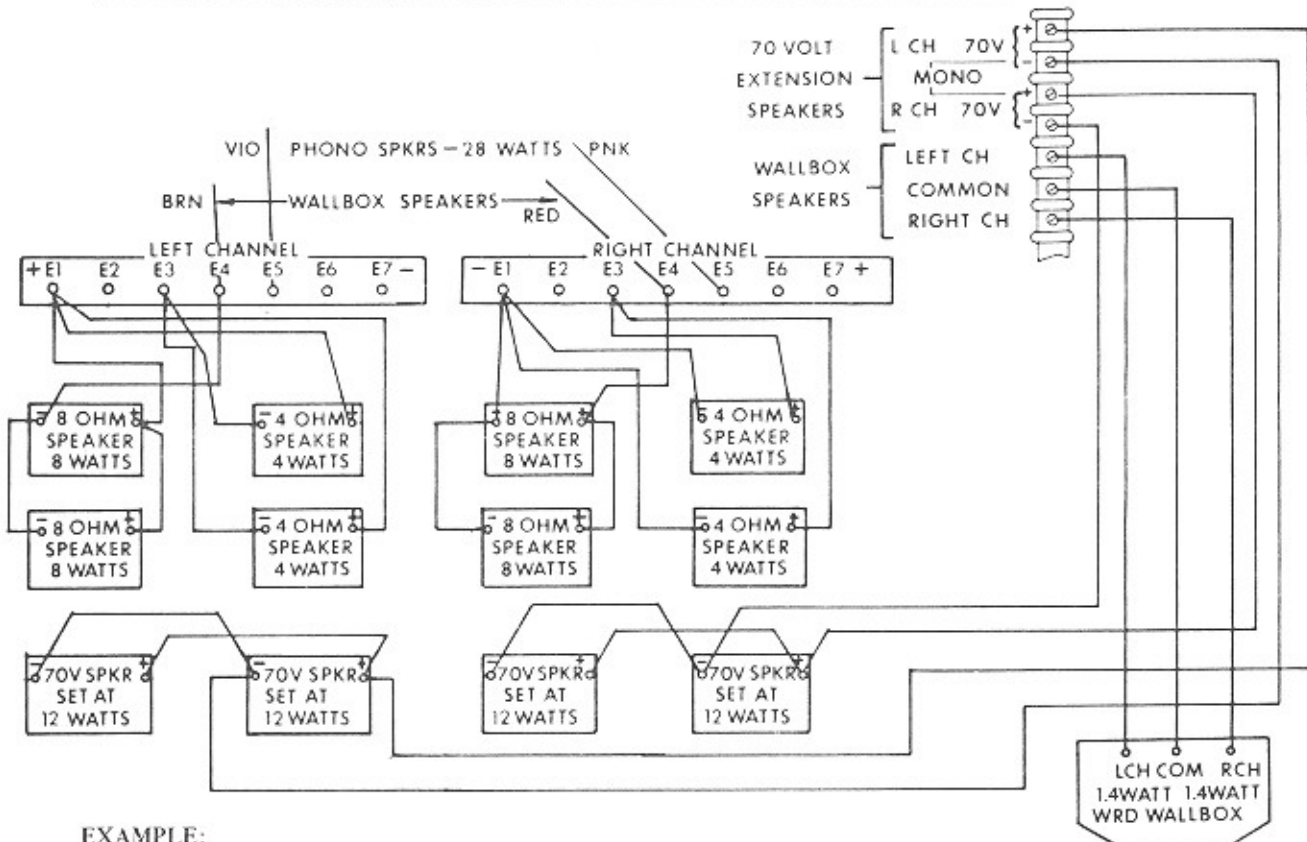 70 VOLT
EXTENSION
SPEAKERS
L CH 70V + -
MONO
R CH 70V + -
WALLBOX
SPEAKERS
LEFT CH
COMMON
RIGHT CH
VIO PHONO SPKRS - 28 WATTS PNK
BRN WALLBOX SPEAKERS RED
LEFT CHANNEL
+ E1 E2 E3 E4 E5 E6 E7 -
RIGHT CHANNEL
- E1 E2 E3 E4 E5 E6 E7 +
- 8 OHM +
SPEAKER
8 WATTS
- 4 OHM +
SPEAKER
4 WATTS
8 OHM +
SPEAKER
8 WATTS
- 4 OHM +
SPEAKER
4 WATTS
- 8 OHM +
SPEAKER
8 WATTS
- 4 OHM +
SPEAKER
4 WATTS
- 8 OHM +
SPEAKER
8 WATTS
- 4 OHM +
SPEAKER
4 WATTS
- 70V SPKR +
SET AT
12 WATTS
- 70V SPKR +
SET AT
12 WATTS
- 70V SPKR +
SET AT
12 WATTS
- 70V SPKR +
SET AT
12 WATTS
LCH COM RCH
1.4WATT 1.4WATT
WRD WALLBOX
EXAMPLE: